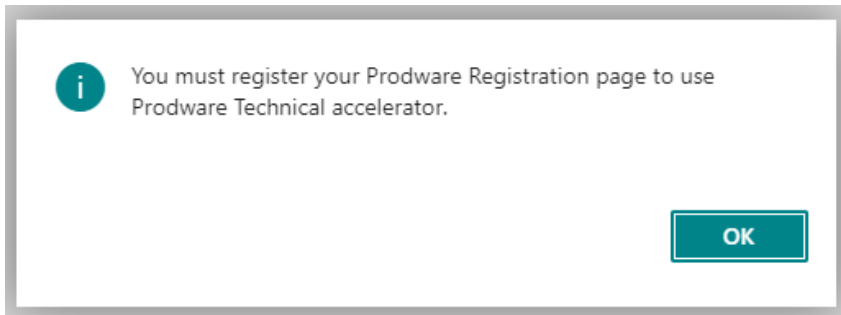 You must register your Prodware Registration page to use
Prodware Technical accelerator.
OK